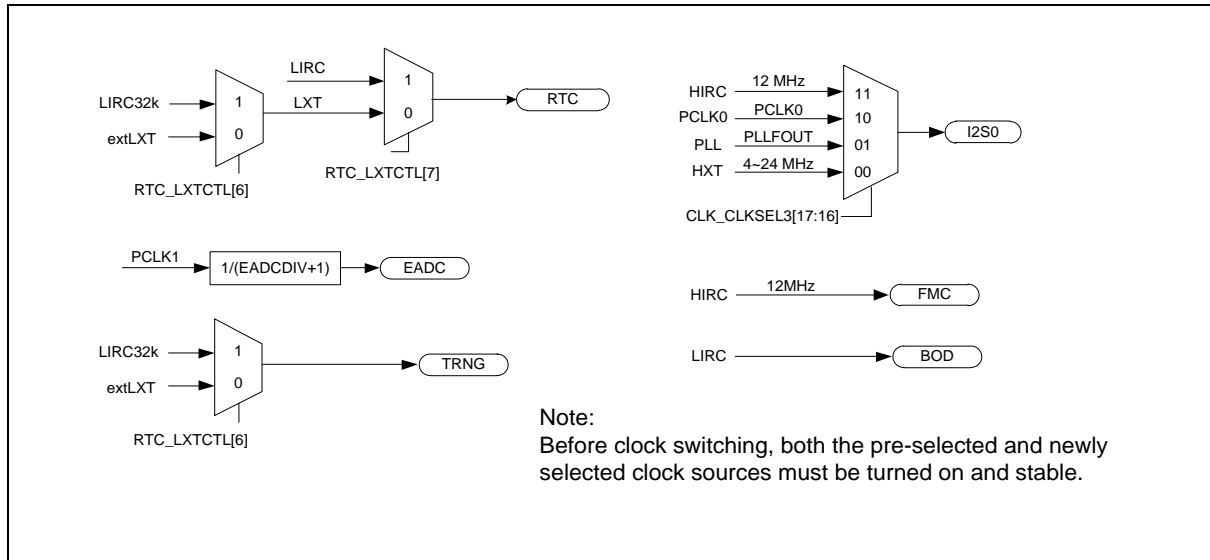 LIRC
1
LIRC32k
1
LXT
0
RTC
extLXT
0
RTC_LXTCTL[7]
RTC_LXTCTL[6]
HIRC 12 MHz 11
PCLK0 PCLK0 10
PLL PLLFOUT 01
HXT 4~24 MHz 00
I2S0
CLK_CLKSEL3[17:16]
PCLK1 1/(EADCDIV+1) EADC
HIRC 12MHz FMC
LIRC32k 1
extLXT 0
TRNG
RTC_LXTCTL[6]
LIRC BOD
Note:
Before clock switching, both the pre-selected and newly
selected clock sources must be turned on and stable.